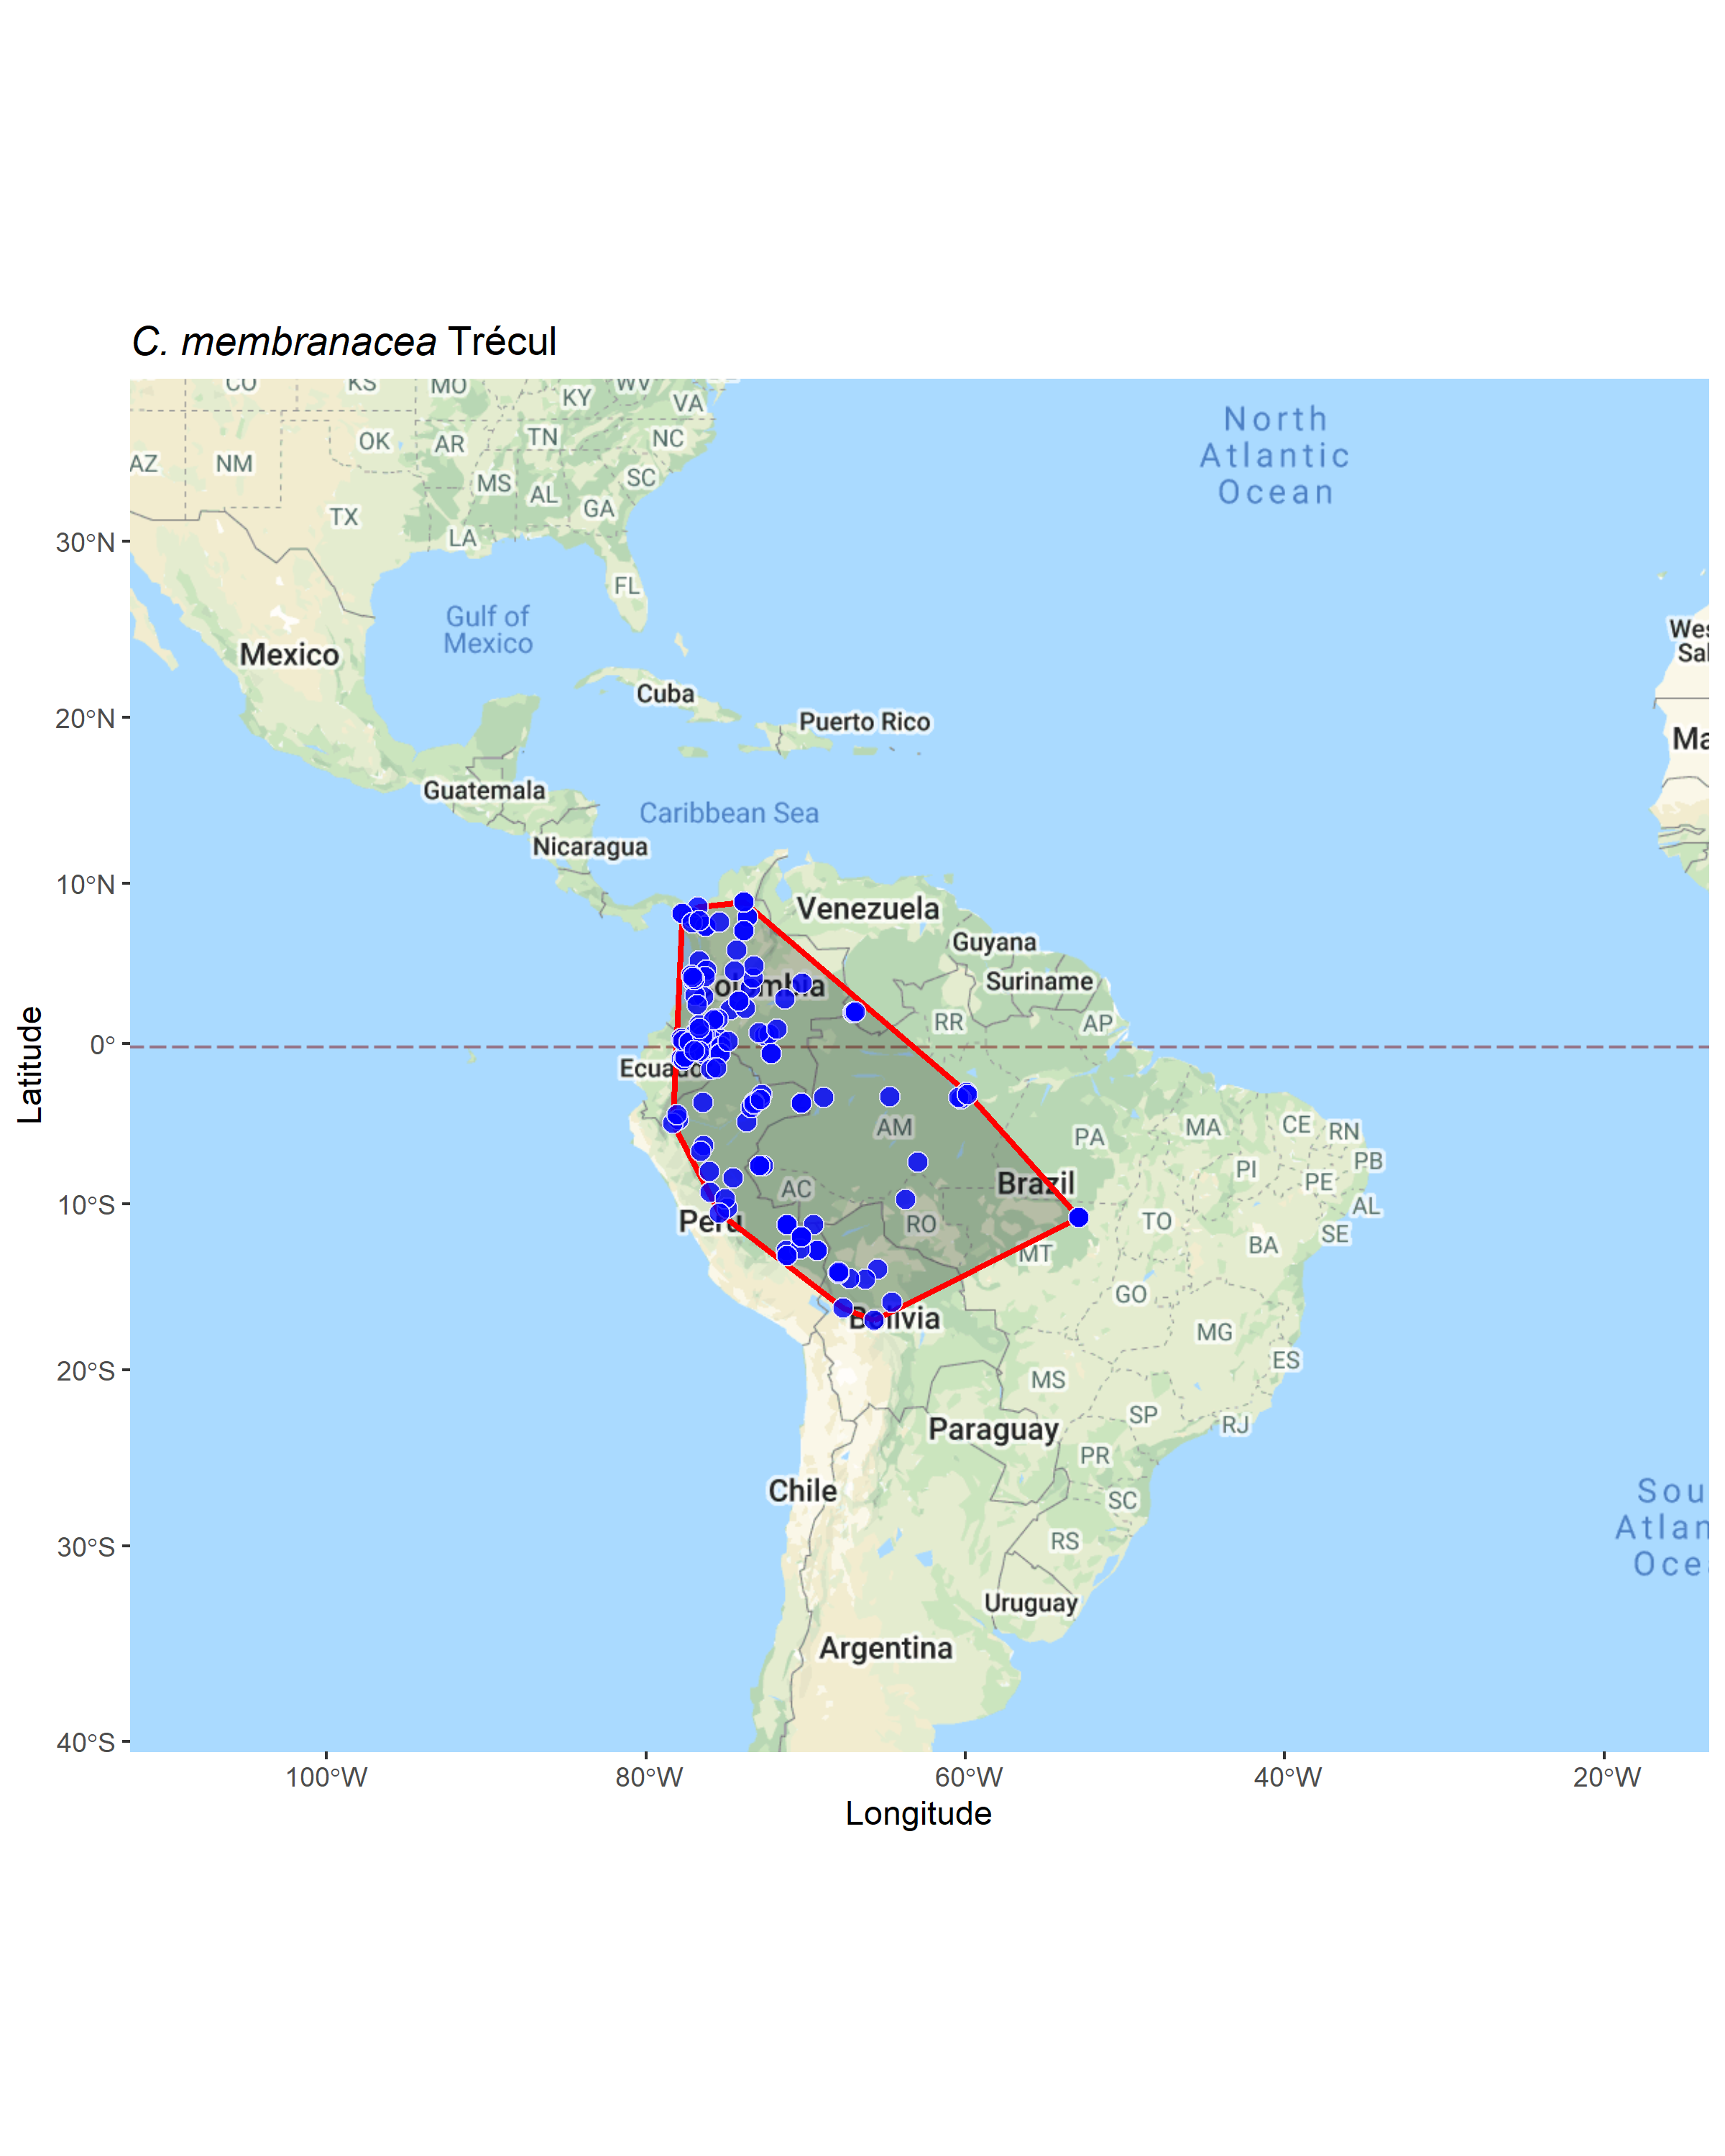 C. membranacea Trécul
CO
KS
MO
WV
KY
VA
OK
AR
TN
NC
AZ
NM
MS
AL
SC
GA
TX
LA
FL
North
Atlantic
Ocean
30°N
Gulf of
Mexico
Mexico
Cuba
20°N
Puerto Rico
Wes
Sal
Ma
Guatemala
Caribbean Sea
Nicaragua
10°N
Venezuela
Guyana
Suriname
olombia
RR
AP
0°
Ecuado
Latitude
AM
PA
MA
CE
RN
PI
PB
PE
AC
Brazil
10°S
AL
Peru
RO
TO
SE
MT
BA
GO
Bolivia
MG
ES
20°S
MS
SP
RJ
Paraguay
PR
Chile
SC
Sou
Atlan
Ocea
30°S
RS
Uruguay
Argentina
40°S
100°W
80°W
60°W
40°W
20°W
Longitude